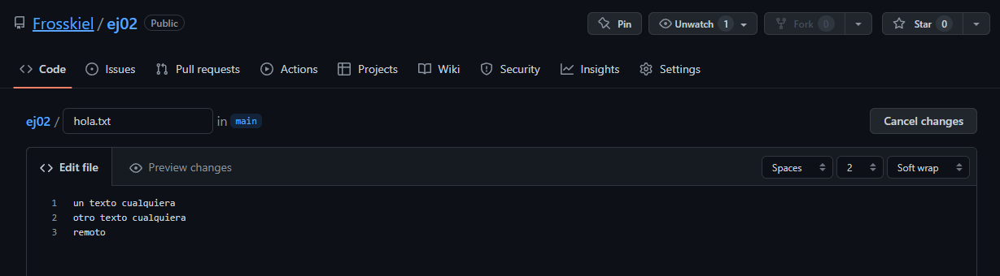 Frosskiel / ej02 Public Pin Unwatch 1 Fork 0 Star 0
Code Issues Pull requests Actions Projects Wiki Security Insights Settings
ej02 / hola.txt in main Cancel changes
Edit file Preview changes Spaces 2 Soft wrap
1 un texto cualquiera
2 otro texto cualquiera
3 remoto